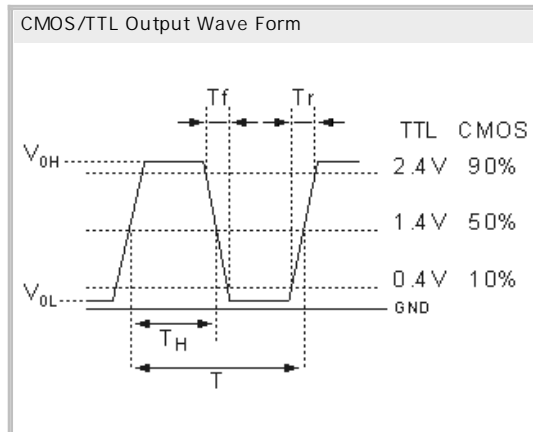 CMOS/TTL Output Wave Form
Tf Tr
TTL CMOS
V0H
2.4V 90%
1.4V 50%
0.4V 10%
V0L
GND
TH
T